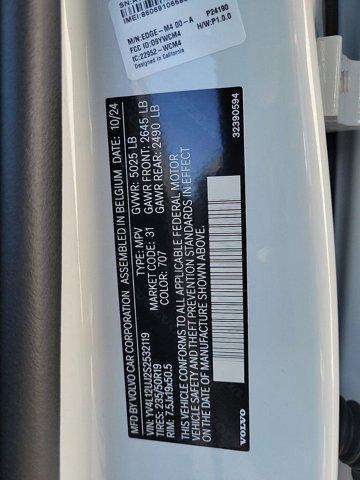 M/N:EDGE-M4 00-A P24190
FCC ID:O9YWCM4 H/W:P1.0.0
IC:22952-WCM4
Designed in California
MFD BY VOLVO CAR CORPORATION ASSEMBLED IN BELGIUM DATE: 10/24
GVWR: 5025 LB
GAWR FRONT: 2645 LB
GAWR REAR: 2490 LB
VIN: YV4L12UJ2S2532119 TYPE: MPV
TIRES: 235/50R19 MARKET CODE: 31
RIM: 7.5Jx19x50.5 COLOR: 707
THIS VEHICLE CONFORMS TO ALL APPLICABLE FEDERAL MOTOR
VEHICLE SAFETY AND THEFT PREVENTION STANDARDS IN EFFECT
ON DATE OF MANUFACTURE SHOWN ABOVE.
32390594
VOLVO